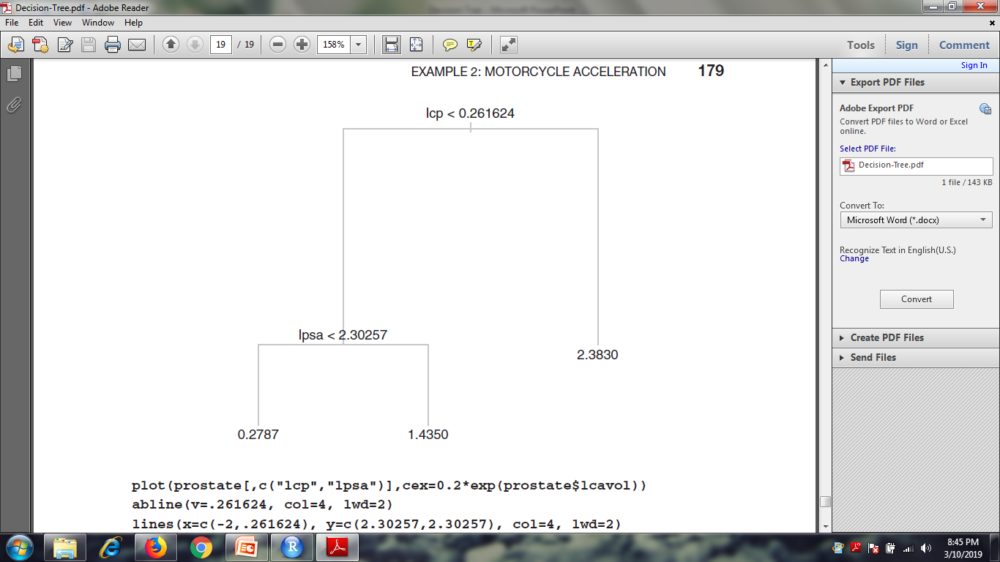 Decision-Tree.pdf - Adobe Reader
File Edit View Window Help
19 / 19 158% Tools Sign Comment
EXAMPLE 2: MOTORCYCLE ACCELERATION 179
lcp < 0.261624
lpsa < 2.30257
2.3830
0.2787 1.4350
plot(prostate[,c("lcp","lpsa")],cex=0.2*exp(prostate$lcavol))
abline(v=.261624, col=4, lwd=2)
lines(x=c(-2,.261624), y=c(2.30257,2.30257), col=4, lwd=2)
Sign In
Export PDF Files
Adobe Export PDF
Convert PDF files to Word or Excel
online.
Select PDF File:
Decision-Tree.pdf
1 file / 143 KB
Convert To:
Microsoft Word (*.docx)
Recognize Text in English(U.S.)
Change
Convert
Create PDF Files
Send Files
8:45 PM
3/10/2019